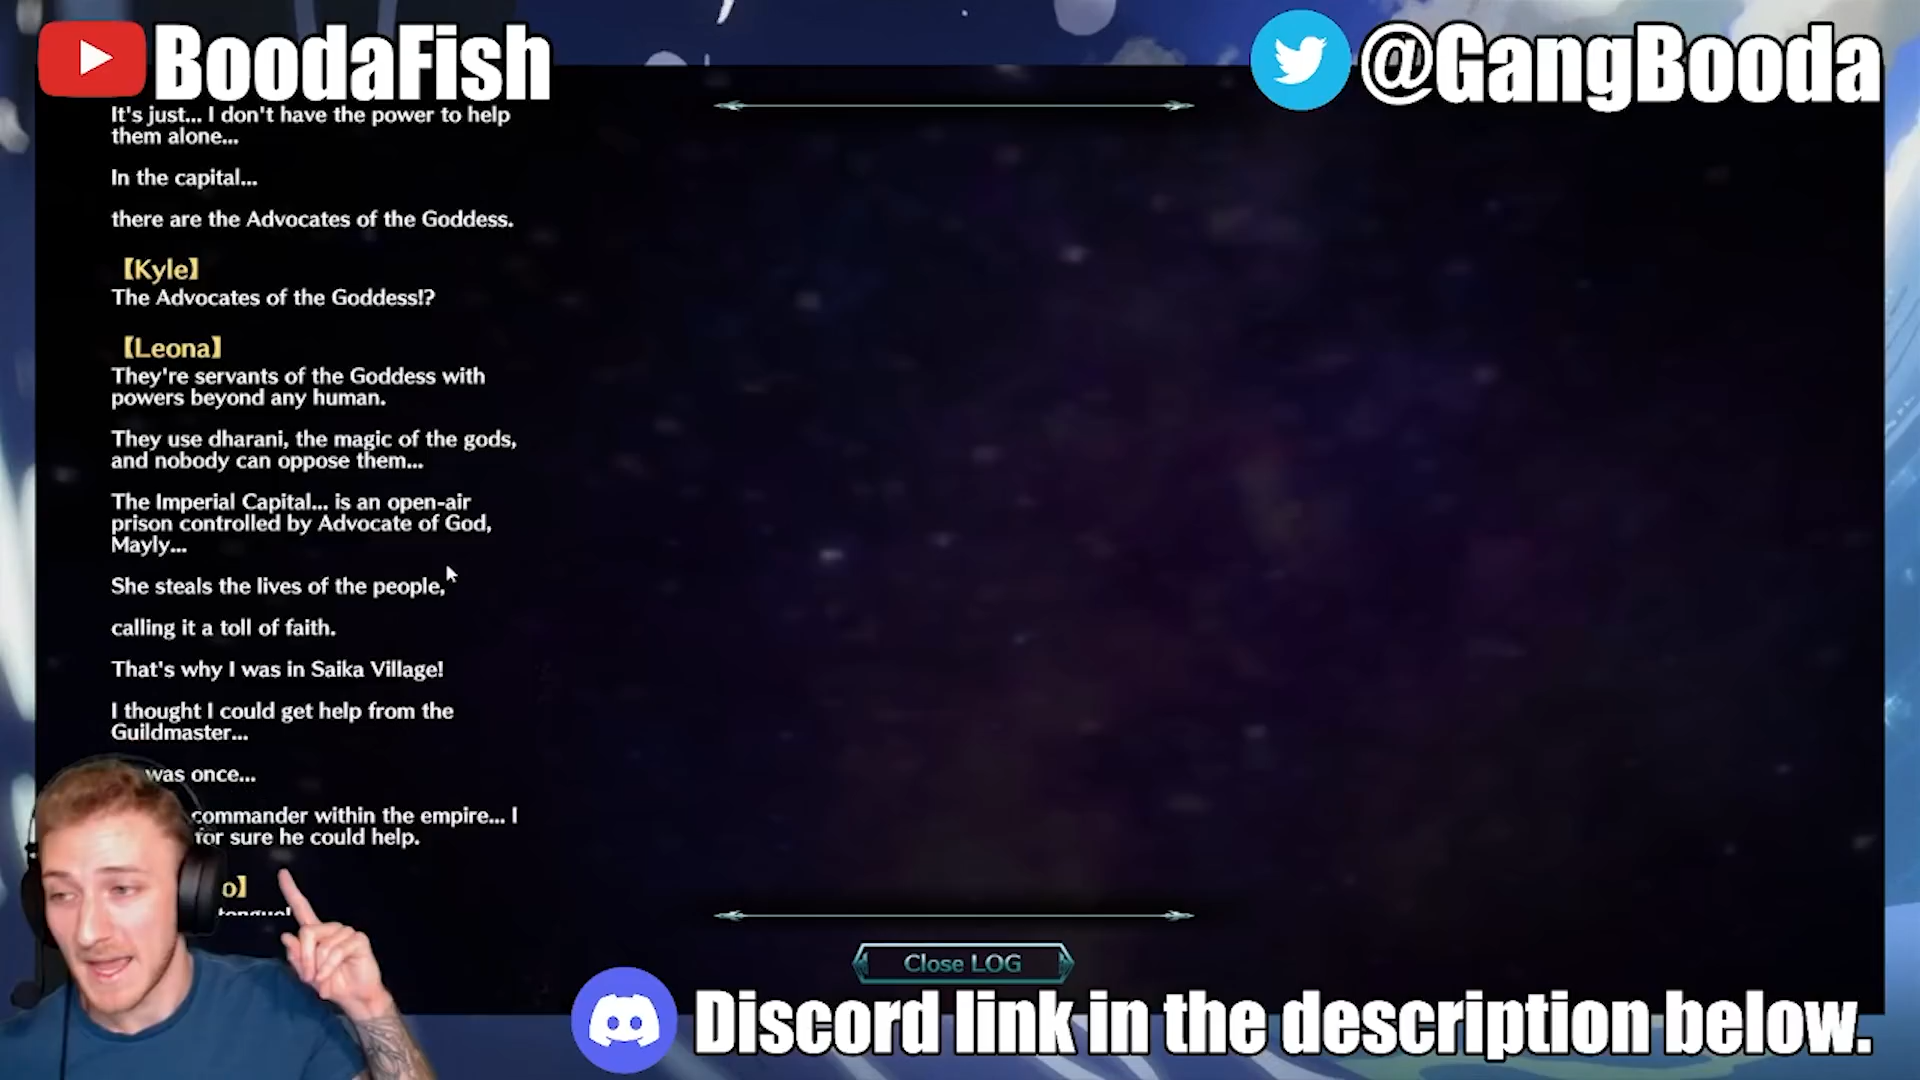 BoodaFish
@GangBooda
It's just... I don't have the power to help
them alone...
In the capital...
there are the Advocates of the Goddess.
【Kyle】
The Advocates of the Goddess!?
【Leona】
They're servants of the Goddess with
powers beyond any human.
They use dharani, the magic of the gods,
and nobody can oppose them...
The Imperial Capital... is an open-air
prison controlled by Advocate of God,
Mayly...
She steals the lives of the people,
calling it a toll of faith.
That's why I was in Saika Village!
I thought I could get help from the
Guildmaster...
was once...
commander within the empire... I
for sure he could help.
o】
Close LOG
Discord link in the description below.